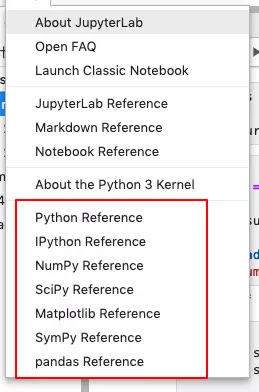 About JupyterLab
Open FAQ
Launch Classic Notebook
JupyterLab Reference
Markdown Reference
Notebook Reference
About the Python 3 Kernel
Python Reference
IPython Reference
NumPy Reference
SciPy Reference
Matplotlib Reference
SymPy Reference
pandas Reference